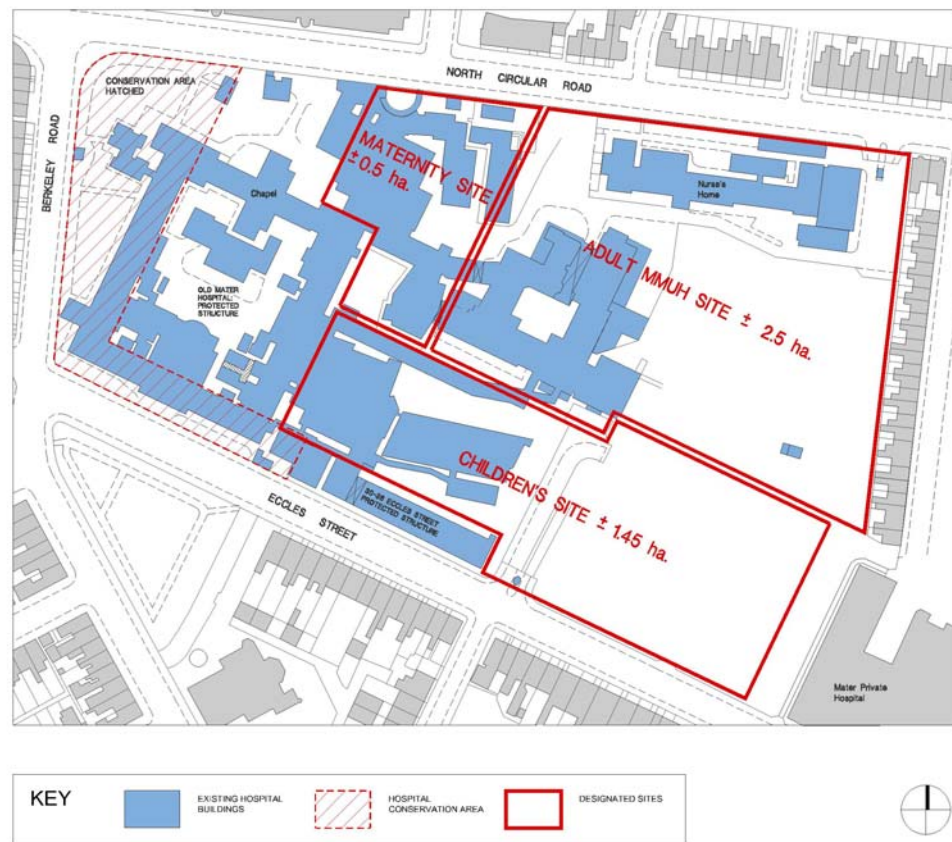 NORTH CIRCULAR ROAD
CONSERVATION AREA
HATCHED
BERKELEY ROAD
MATERNITY SITE
± 0.5 ha.
Chapel
Nurse's
Home
ADULT MMUH SITE ± 2.5 ha.
OLD MATER
HOSPITAL:
PROTECTED
STRUCTURE
CHILDREN'S SITE ± 1.45 ha.
ECCLES STREET
ECCLES STREET
PROTECTED STRUCTURE
Mater Private
Hospital
KEY
EXISTING HOSPITAL
BUILDINGS
HOSPITAL
CONSERVATION AREA
DESIGNATED SITES